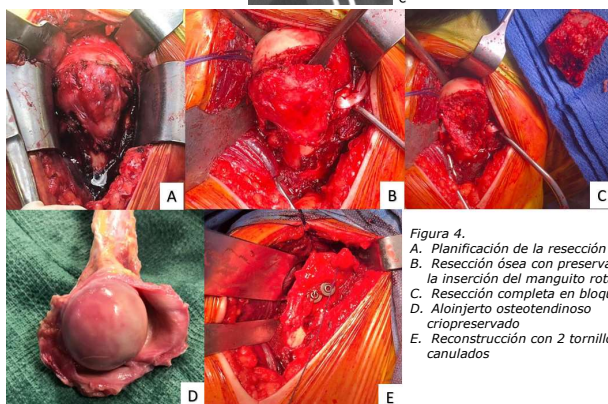 A
B
C
D
E
Figura 4.
A. Planificación de la resección
B. Resección ósea con preserva
la inserción del manguito rot
C. Resección completa en bloqu
D. Aloinjerto osteotendinoso
criopreservado
E. Reconstrucción con 2 tornillo
canulados